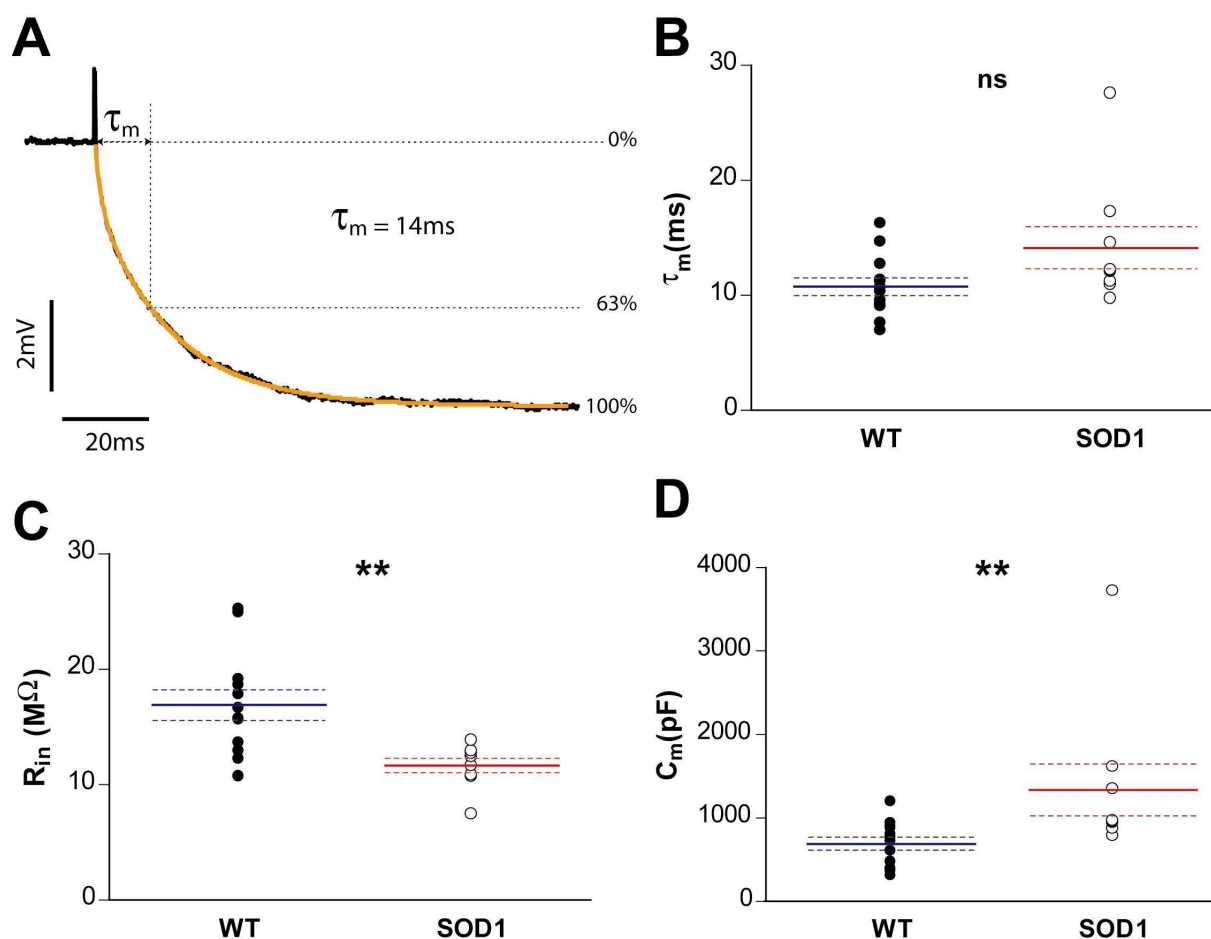 A
τm
0%
τm = 14ms
63%
2mV
100%
20ms
B
30
ns
20
τm(ms)
10
0
WT
SOD1
C
30
**
20
Rin (MΩ)
10
0
WT
SOD1
D
4000
**
3000
2000
Cm(pF)
1000
0
WT
SOD1